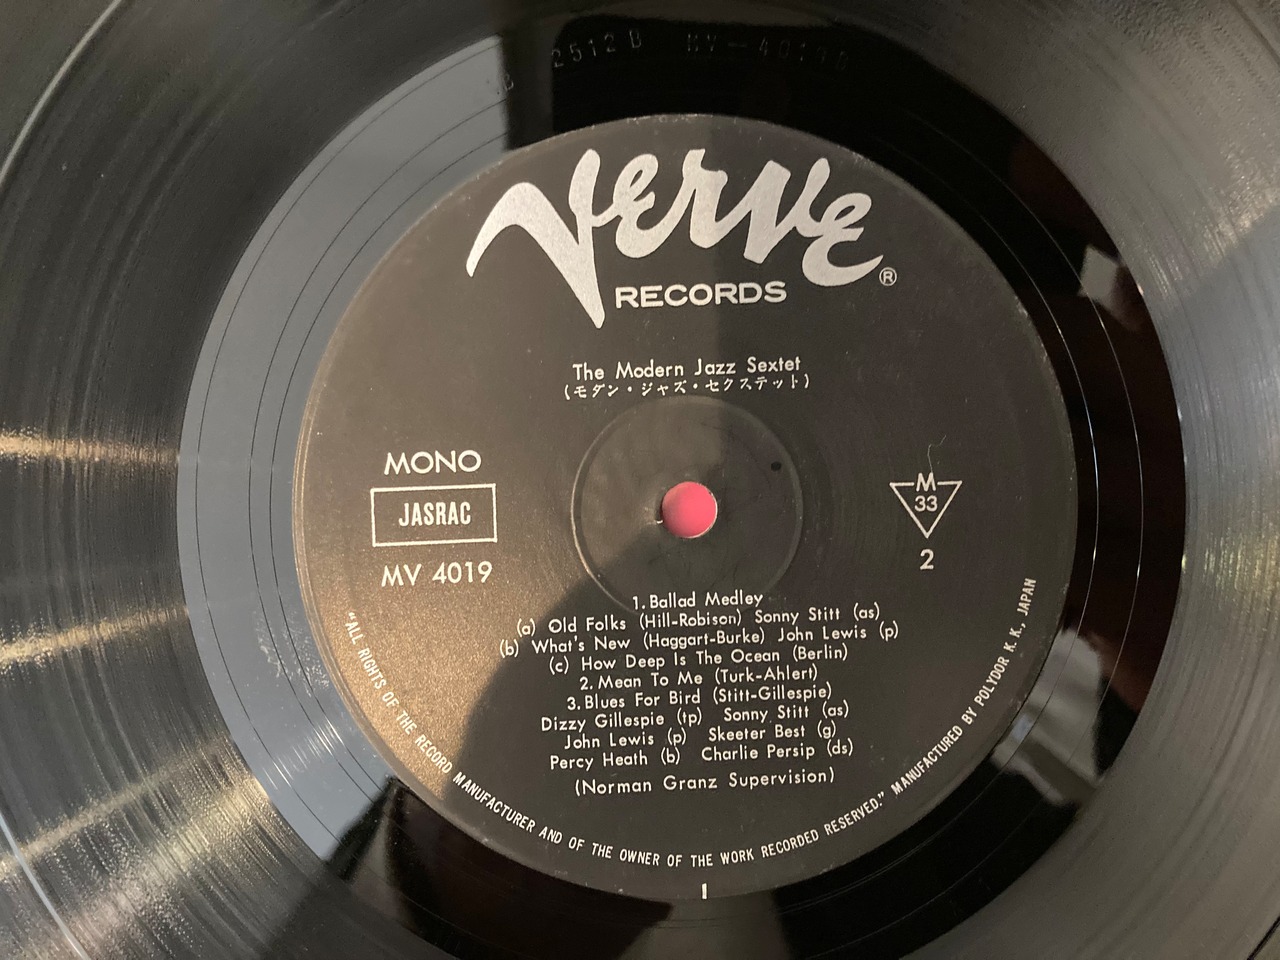 2512 B MV-4019B
Verve
RECORDS ®
The Modern Jazz Sextet
(モダン・ジャズ・セクステット)
MONO
JASRAC
MV 4019
M
33
2
1. Ballad Medley
(a) Old Folks (Hill-Robison) Sonny Stitt (as)
(b) What's New (Haggart-Burke) John Lewis (p)
(c) How Deep Is The Ocean (Berlin)
2. Mean To Me (Turk-Ahlert)
3. Blues For Bird (Stitt-Gillespie)
Dizzy Gillespie (tp) Sonny Stitt (as)
John Lewis (p) Skeeter Best (g)
Percy Heath (b) Charlie Persip (ds)
(Norman Granz Supervision)
"ALL RIGHTS OF THE RECORD MANUFACTURER AND OF THE OWNER OF THE WORK RECORDED RESERVED." MANUFACTURED BY POLYDOR K. K., JAPAN